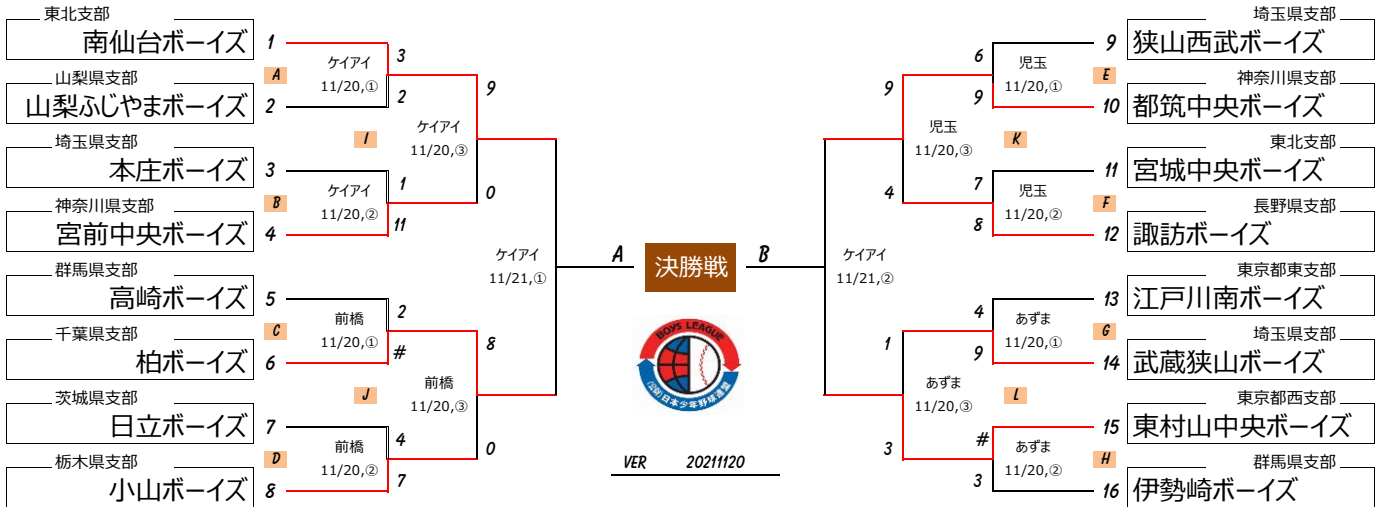 東北支部
南仙台ボーイズ 1
山梨県支部
山梨ふじやまボーイズ 2
埼玉県支部
本庄ボーイズ 3
神奈川県支部
宮前中央ボーイズ 4
群馬県支部
高崎ボーイズ 5
千葉県支部
柏ボーイズ 6
茨城県支部
日立ボーイズ 7
栃木県支部
小山ボーイズ 8
A
B
C
D
ケイアイ
11/20,①
3
2
ケイアイ
11/20,②
1
11
前橋
11/20,①
2
#
前橋
11/20,②
4
7
I
J
ケイアイ
11/20,③
9
0
前橋
11/20,③
8
0
ケイアイ
11/21,①
A 決勝戦 B
BOYS LEAGUE
(公財)日本少年野球連盟
VER 20211120
ケイアイ
11/21,②
9
児玉
11/20,③
4
1
あずま
11/20,③
3
K
L
6
児玉
11/20,①
9
7
児玉
11/20,②
8
4
あずま
11/20,①
9
#
あずま
11/20,②
3
E
F
G
H
埼玉県支部
9 狭山西武ボーイズ
神奈川県支部
10 都筑中央ボーイズ
東北支部
11 宮城中央ボーイズ
長野県支部
12 諏訪ボーイズ
東京都東支部
13 江戸川南ボーイズ
埼玉県支部
14 武蔵狭山ボーイズ
東京都西支部
15 東村山中央ボーイズ
群馬県支部
16 伊勢崎ボーイズ